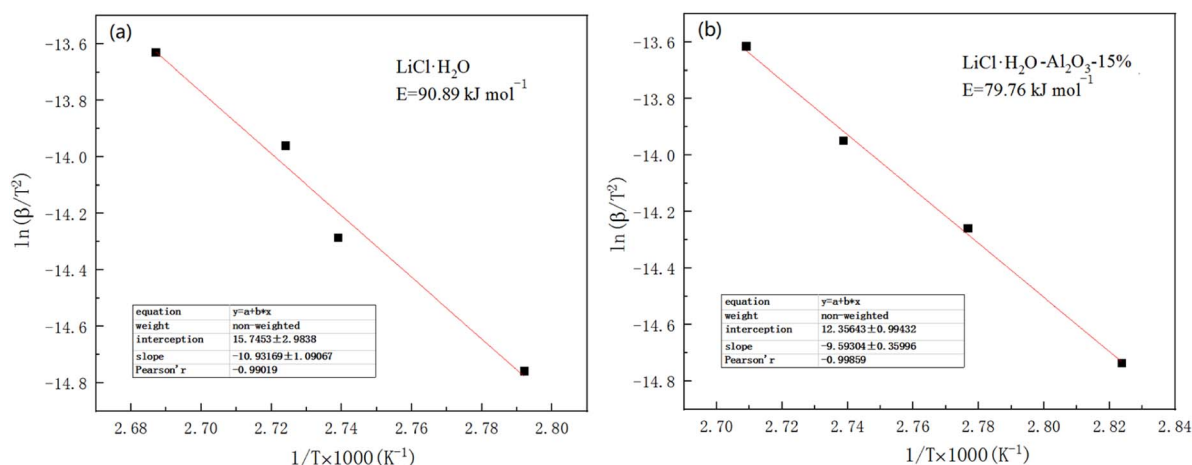 (a)
LiCl·H₂O
E=90.89 kJ mol⁻¹
ln(β/T²)
-13.6
-13.8
-14.0
-14.2
-14.4
-14.6
-14.8
equation y=a+b*x
weight non-weighted
interception 15.7453±2.9838
slope -10.93169±1.09067
Pearson'r -0.99019
2.68 2.70 2.72 2.74 2.76 2.78 2.80
1/T×1000(K⁻¹)
(b)
LiCl·H₂O-Al₂O₃-15%
E=79.76 kJ mol⁻¹
ln(β/T²)
-13.6
-13.8
-14.0
-14.2
-14.4
-14.6
-14.8
equation y=a+b*x
weight non-weighted
interception 12.35643±0.99432
slope -9.59304±0.35996
Pearson'r -0.99859
2.70 2.72 2.74 2.76 2.78 2.80 2.82 2.84
1/T×1000(K⁻¹)